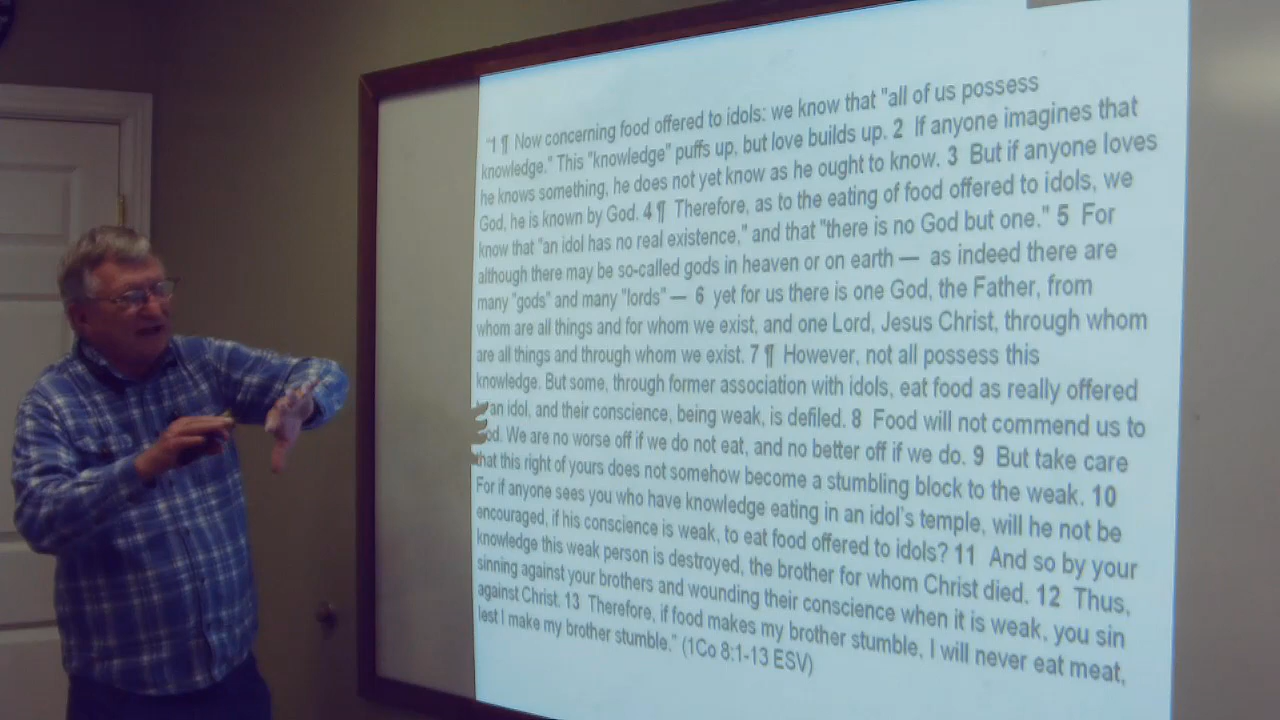 "1 ¶ Now concerning food offered to idols: we know that "all of us possess
knowledge." This "knowledge" puffs up, but love builds up. 2 If anyone imagines that
he knows something, he does not yet know as he ought to know. 3 But if anyone loves
God, he is known by God. 4 ¶ Therefore, as to the eating of food offered to idols, we
know that "an idol has no real existence," and that "there is no God but one." 5 For
although there may be so-called gods in heaven or on earth — as indeed there are
many "gods" and many "lords" — 6 yet for us there is one God, the Father, from
whom are all things and for whom we exist, and one Lord, Jesus Christ, through whom
are all things and through whom we exist. 7 ¶ However, not all possess this
knowledge. But some, through former association with idols, eat food as really offered
an idol, and their conscience, being weak, is defiled. 8 Food will not commend us to
od. We are no worse off if we do not eat, and no better off if we do. 9 But take care
that this right of yours does not somehow become a stumbling block to the weak. 10
For if anyone sees you who have knowledge eating in an idol's temple, will he not be
encouraged, if his conscience is weak, to eat food offered to idols? 11 And so by your
knowledge this weak person is destroyed, the brother for whom Christ died. 12 Thus,
sinning against your brothers and wounding their conscience when it is weak, you sin
against Christ. 13 Therefore, if food makes my brother stumble, I will never eat meat,
lest I make my brother stumble." (1Co 8:1-13 ESV)